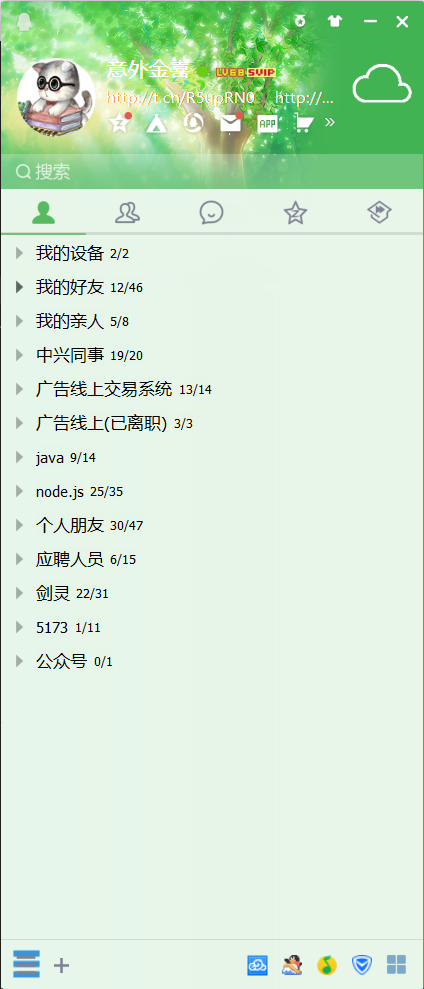 意外金喜 LV68 SVIP
http://t.cn/R5upRN0 http://...
APP
搜索
我的设备 2/2
我的好友 12/46
我的亲人 5/8
中兴同事 19/20
广告线上交易系统 13/14
广告线上(已离职) 3/3
java 9/14
node.js 25/35
个人朋友 30/47
应聘人员 6/15
剑灵 22/31
5173 1/11
公众号 0/1